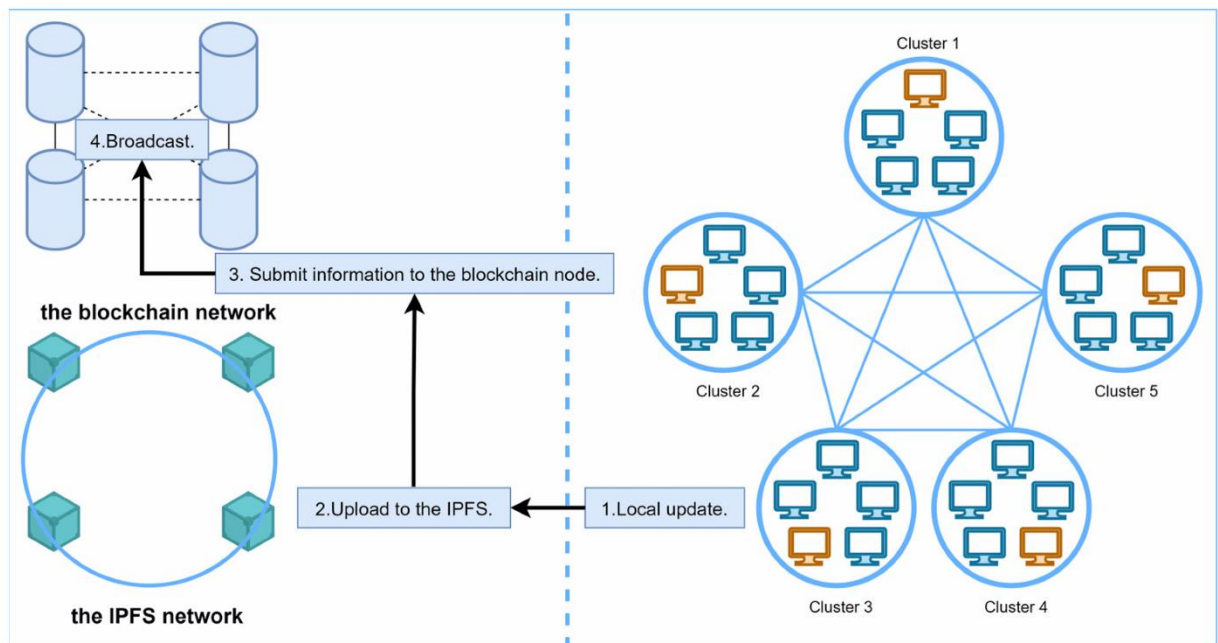 Cluster 1
4.Broadcast.
3. Submit information to the blockchain node.
the blockchain network
Cluster 2
Cluster 5
2.Upload to the IPFS.
1.Local update.
the IPFS network
Cluster 3
Cluster 4